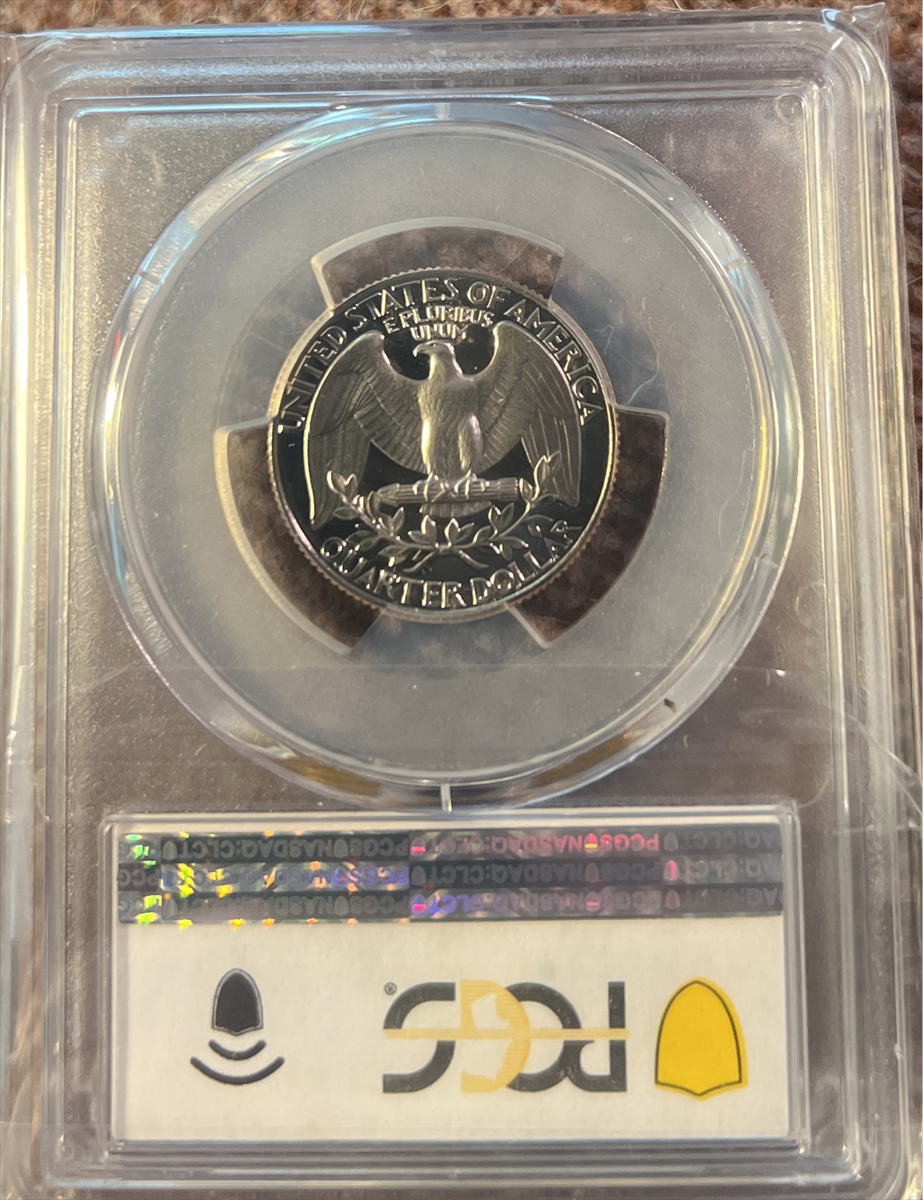 UNITED STATES OF AMERICA
E PLURIBUS
UNUM
QUARTER DOLLAR
PCGS NASDAQ:CLCT PCGS NASDAQ:CLCT PCGS NASDAQ:CLCT
PCGS®